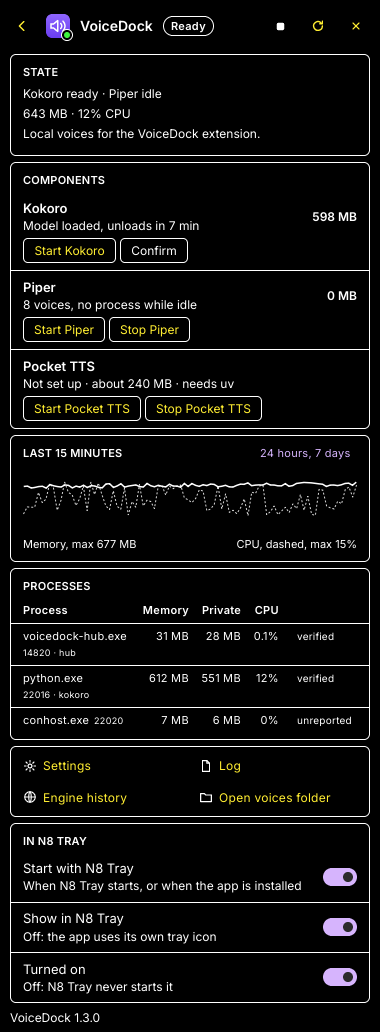 VoiceDock Ready
STATE
Kokoro ready · Piper idle
643 MB · 12% CPU
Local voices for the VoiceDock extension.
COMPONENTS
Kokoro
Model loaded, unloads in 7 min
598 MB
Start Kokoro Confirm
Piper
8 voices, no process while idle
0 MB
Start Piper Stop Piper
Pocket TTS
Not set up · about 240 MB · needs uv
Start Pocket TTS Stop Pocket TTS
LAST 15 MINUTES 24 hours, 7 days
Memory, max 677 MB CPU, dashed, max 15%
PROCESSES
Process Memory Private CPU
voicedock-hub.exe 31 MB 28 MB 0.1% verified
14820 · hub
python.exe 612 MB 551 MB 12% verified
22016 · kokoro
conhost.exe 22020 7 MB 6 MB 0% unreported
Settings Log
Engine history Open voices folder
IN N8 TRAY
Start with N8 Tray
When N8 Tray starts, or when the app is installed
Show in N8 Tray
Off: the app uses its own tray icon
Turned on
Off: N8 Tray never starts it
VoiceDock 1.3.0